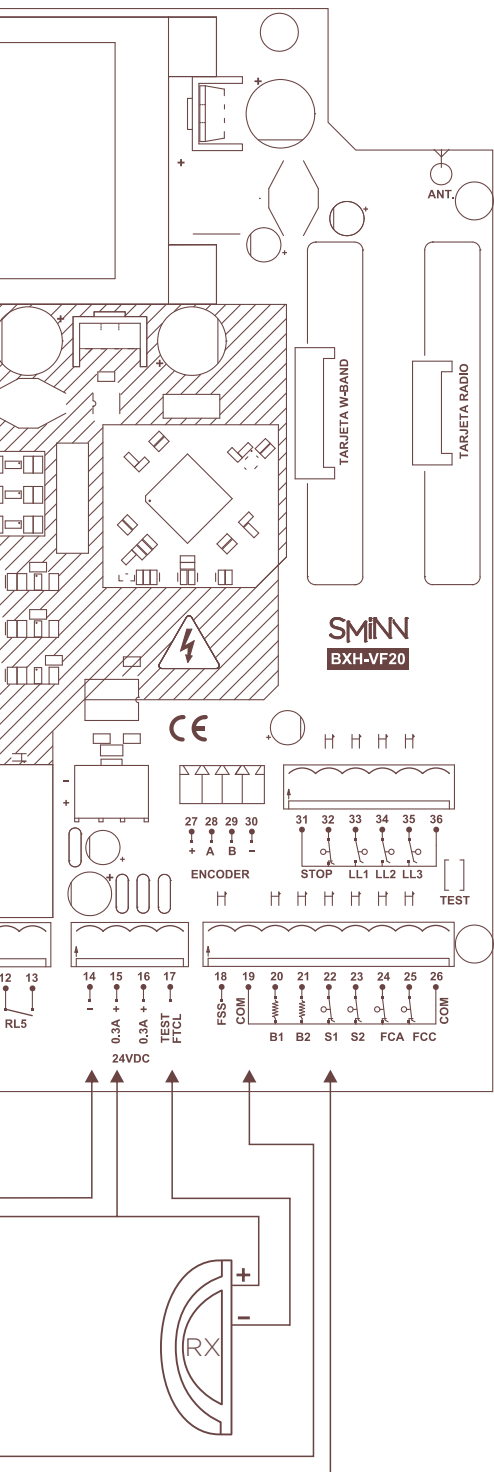 ANT.
TARJETA W-BAND
TARJETA RADIO
SMiNN
BXH-VF20
CE
31 32 33 34 35 36
STOP LL1 LL2 LL3
TEST
27 28 29 30
+ A B -
ENCODER
12 13
RL5
14 15 16 17
- 0.3A + 0.3A + TEST FTCL
24VDC
18 19 20 21 22 23 24 25 26
FSS COM B1 B2 S1 S2 FCA FCC COM
+
-
RX